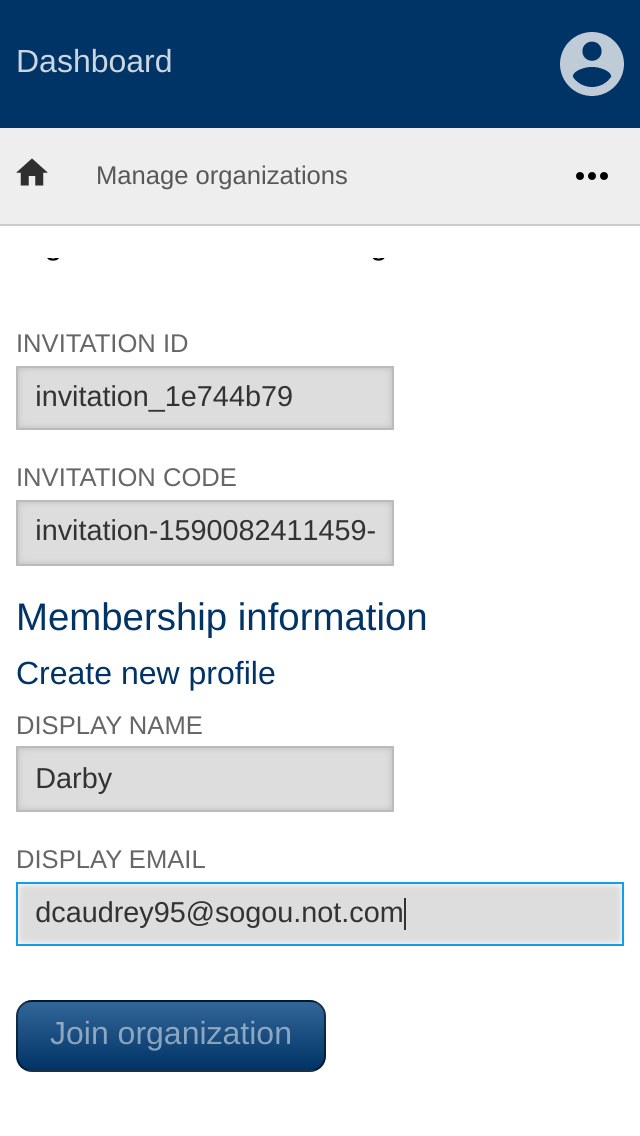 Dashboard
Manage organizations
INVITATION ID
invitation_1e744b79
INVITATION CODE
invitation-1590082411459-
Membership information
Create new profile
DISPLAY NAME
Darby
DISPLAY EMAIL
dcaudrey95@sogou.not.com
Join organization